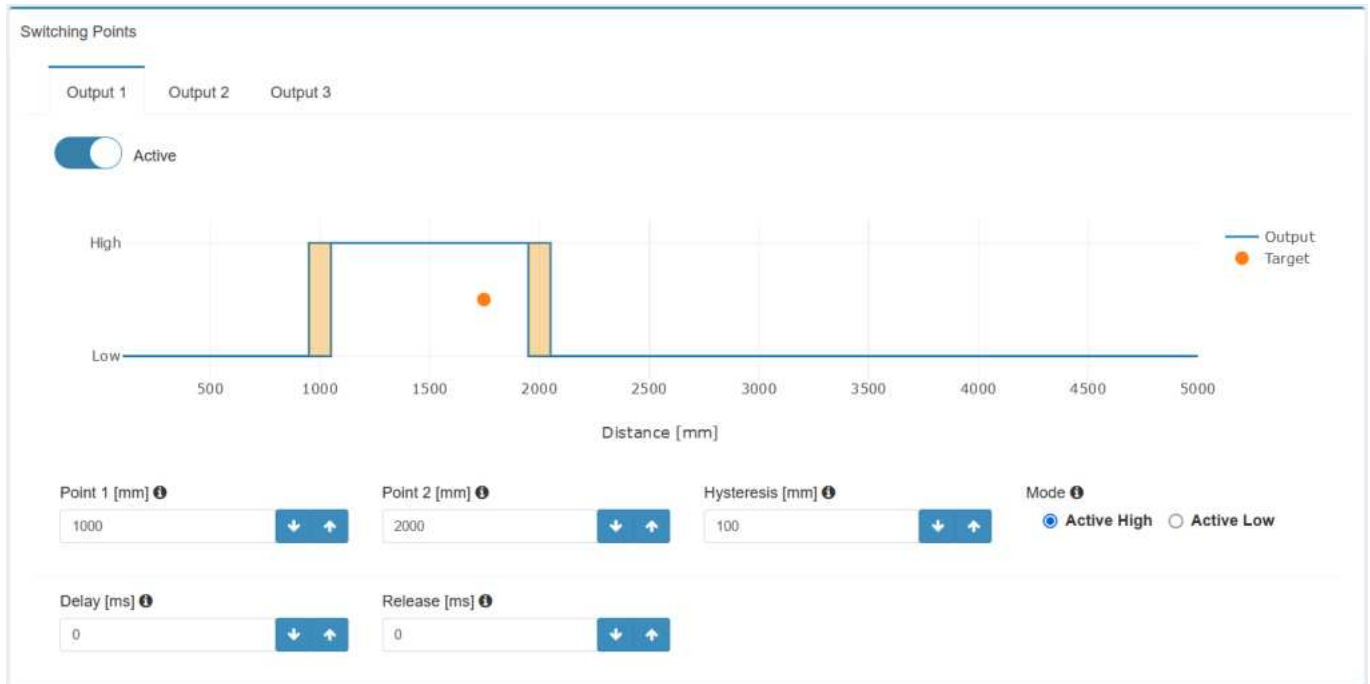 Switching Points
Output 1 Output 2 Output 3
Active
High
Low
Output
Target
500 1000 1500 2000 2500 3000 3500 4000 4500 5000
Distance [mm]
Point 1 [mm] Point 2 [mm] Hysteresis [mm] Mode
1000 2000 100 Active High Active Low
Delay [ms] Release [ms]
0 0